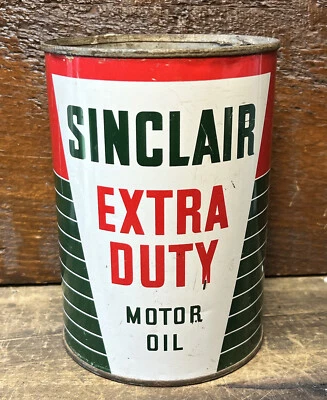 SINCLAIR
EXTRA
DUTY
MOTOR
OIL